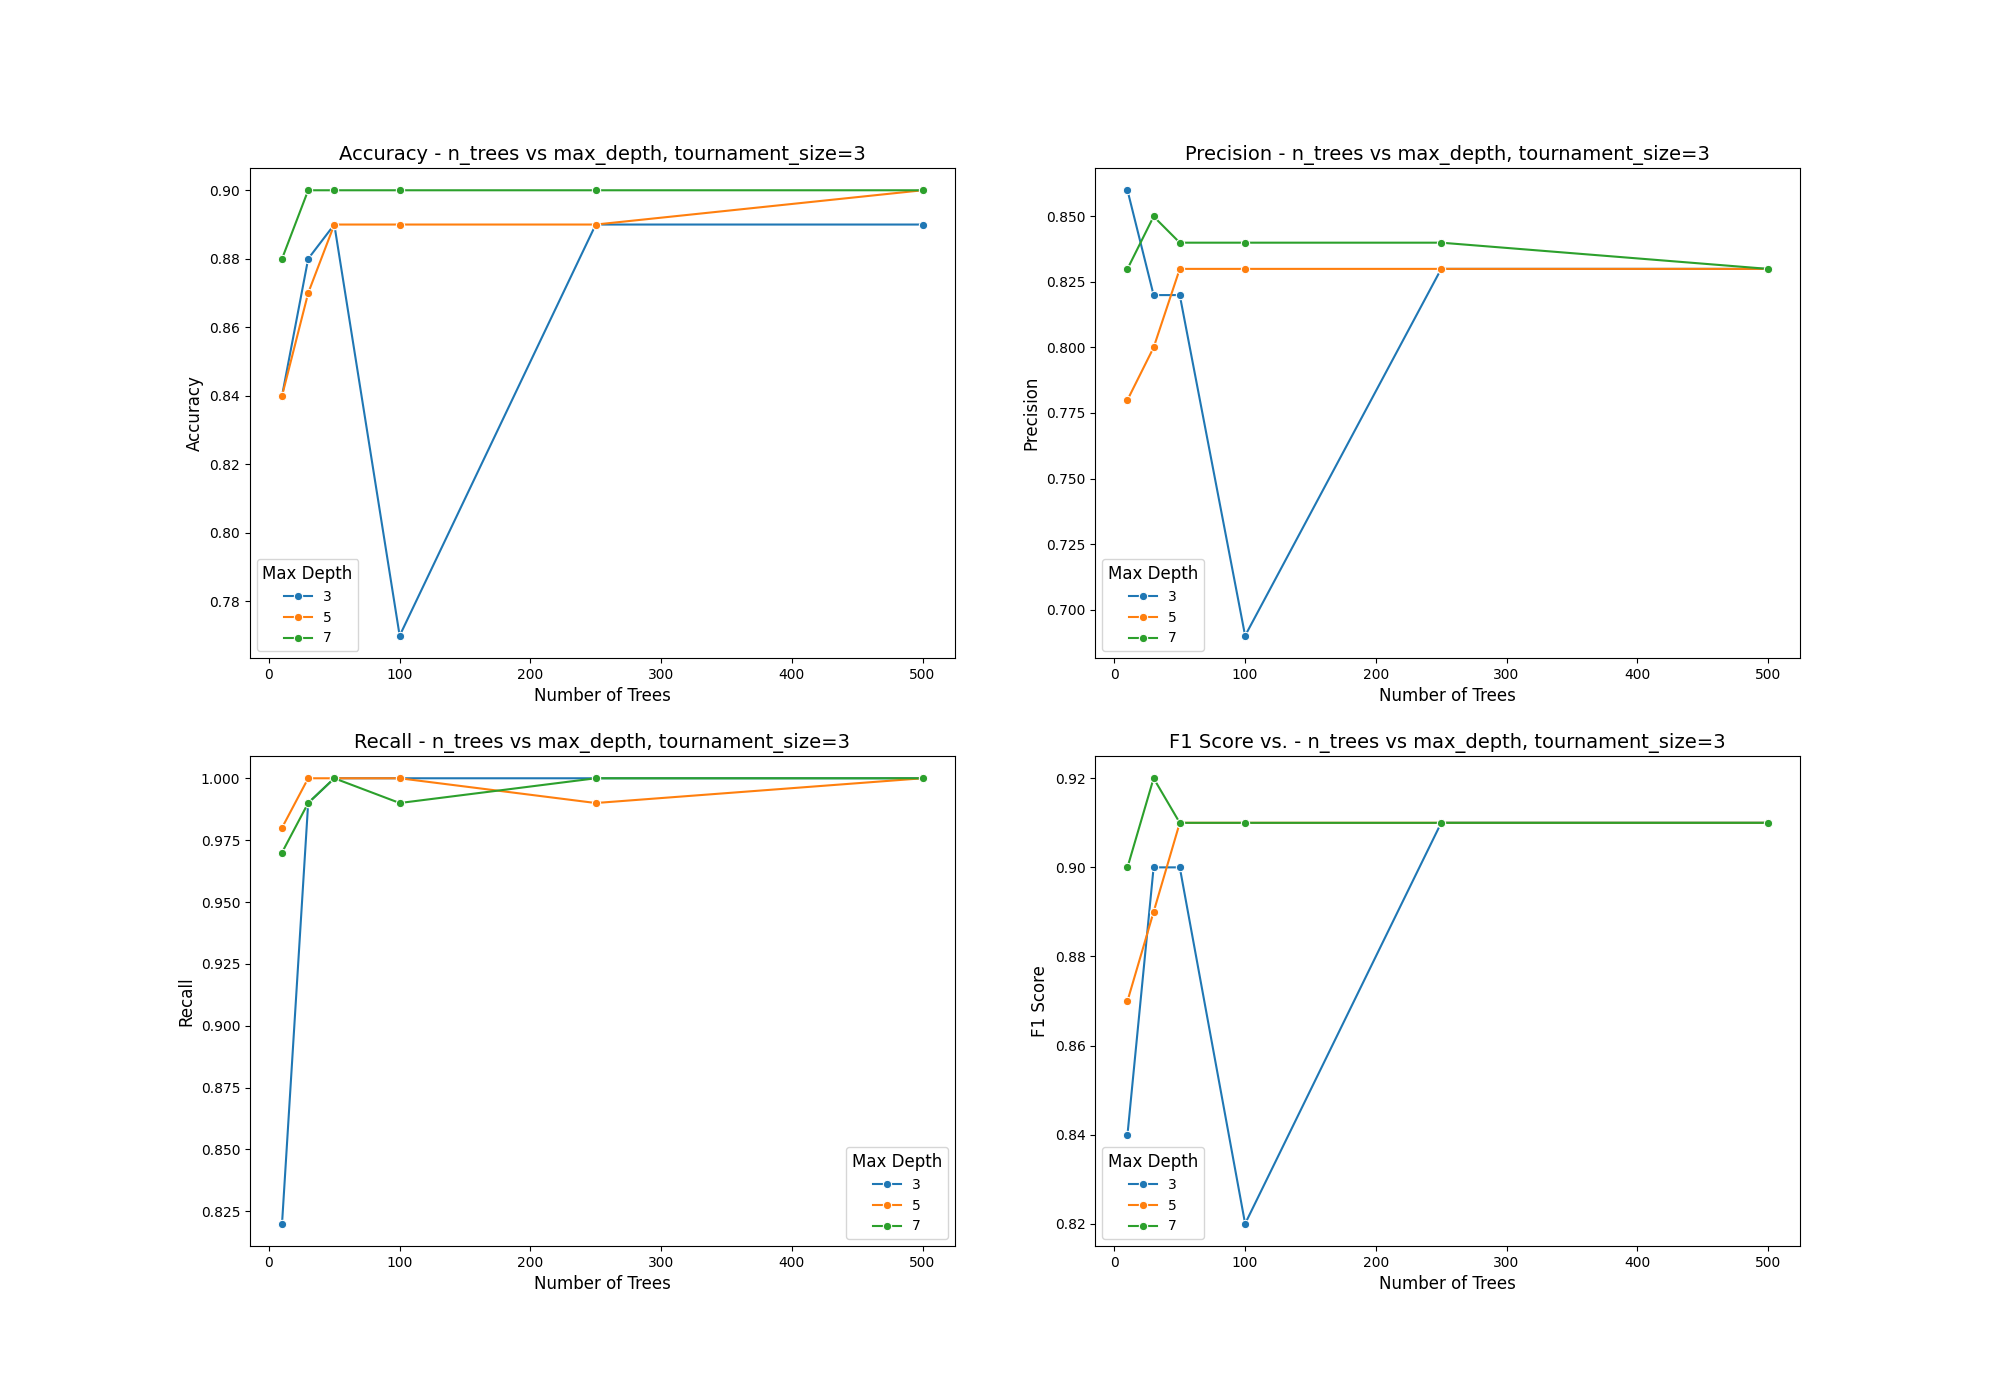 Accuracy - n_trees vs max_depth, tournament_size=3
0.90
0.88
0.86
0.84
0.82
0.80
0.78
Accuracy
Max Depth
3
5
7
0 100 200 300 400 500
Number of Trees
Precision - n_trees vs max_depth, tournament_size=3
0.850
0.825
0.800
0.775
0.750
0.725
0.700
Precision
Max Depth
3
5
7
0 100 200 300 400 500
Number of Trees
Recall - n_trees vs max_depth, tournament_size=3
1.000
0.975
0.950
0.925
0.900
0.875
0.850
0.825
Recall
Max Depth
3
5
7
0 100 200 300 400 500
Number of Trees
F1 Score vs. - n_trees vs max_depth, tournament_size=3
0.92
0.90
0.88
0.86
0.84
0.82
F1 Score
Max Depth
3
5
7
0 100 200 300 400 500
Number of Trees